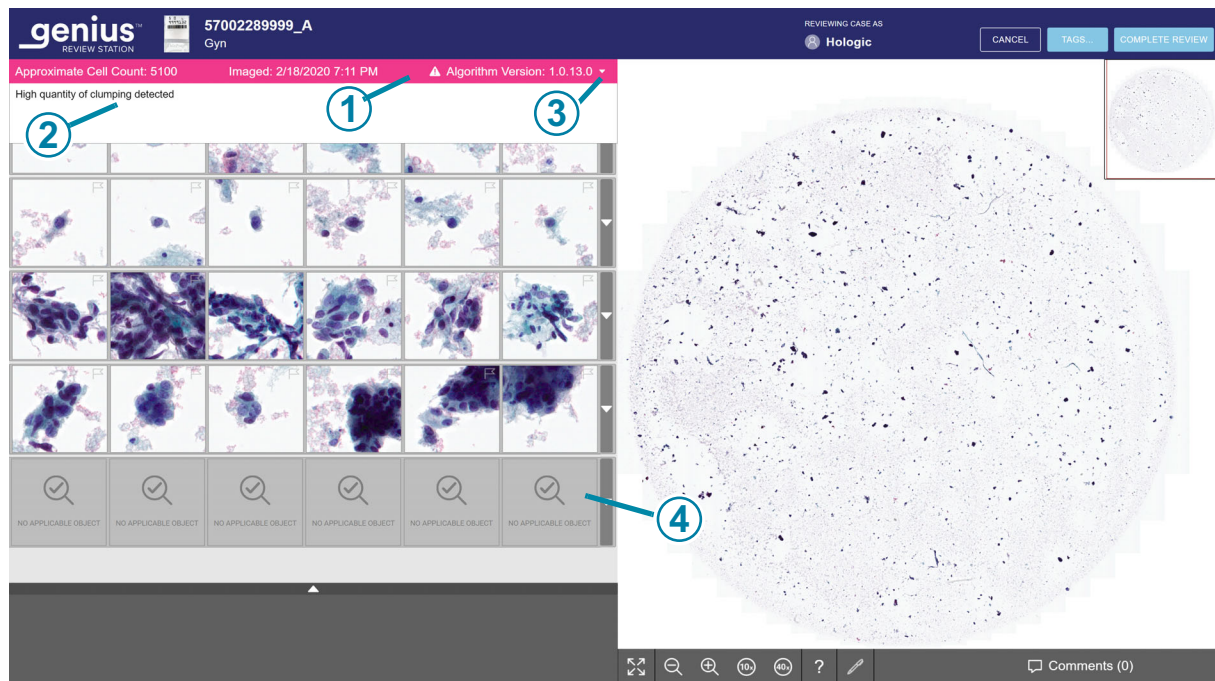 genius™
REVIEW STATION
57002289999_A
Gyn
REVIEWING CASE AS
Hologic
CANCEL
TAGS...
COMPLETE REVIEW
Approximate Cell Count: 5100
Imaged: 2/18/2020 7:11 PM
Algorithm Version: 1.0.13.0
High quantity of clumping detected
1
2
3
NO APPLICABLE OBJECT
NO APPLICABLE OBJECT
NO APPLICABLE OBJECT
NO APPLICABLE OBJECT
NO APPLICABLE OBJECT
NO APPLICABLE OBJECT
4
10x
40x
?
Comments (0)